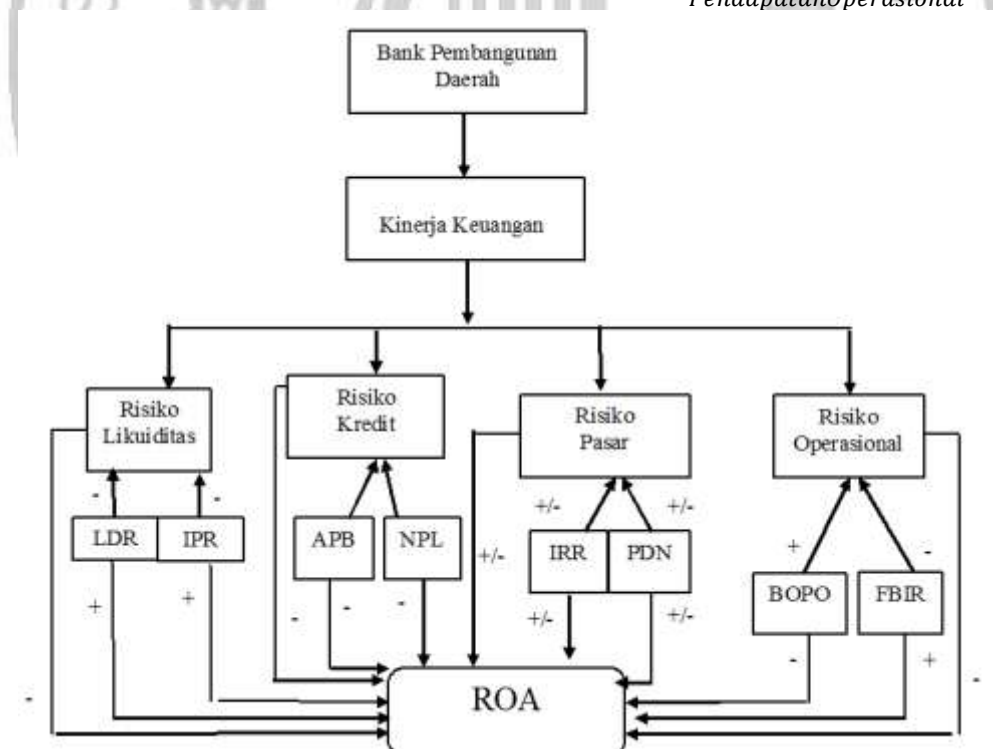 PendapatanOperasional
Bank Pembangunan
Daerah
Kinerja Keuangan
Risiko
Likuiditas
Risiko
Kredit
Risiko
Pasar
Risiko
Operasional
- -
+/- +/-
+ -
LDR IPR
APB NPL
+/-
IRR PDN
BOPO FBIR
+ +
- - -
+/- +/-
- +
- -
ROA